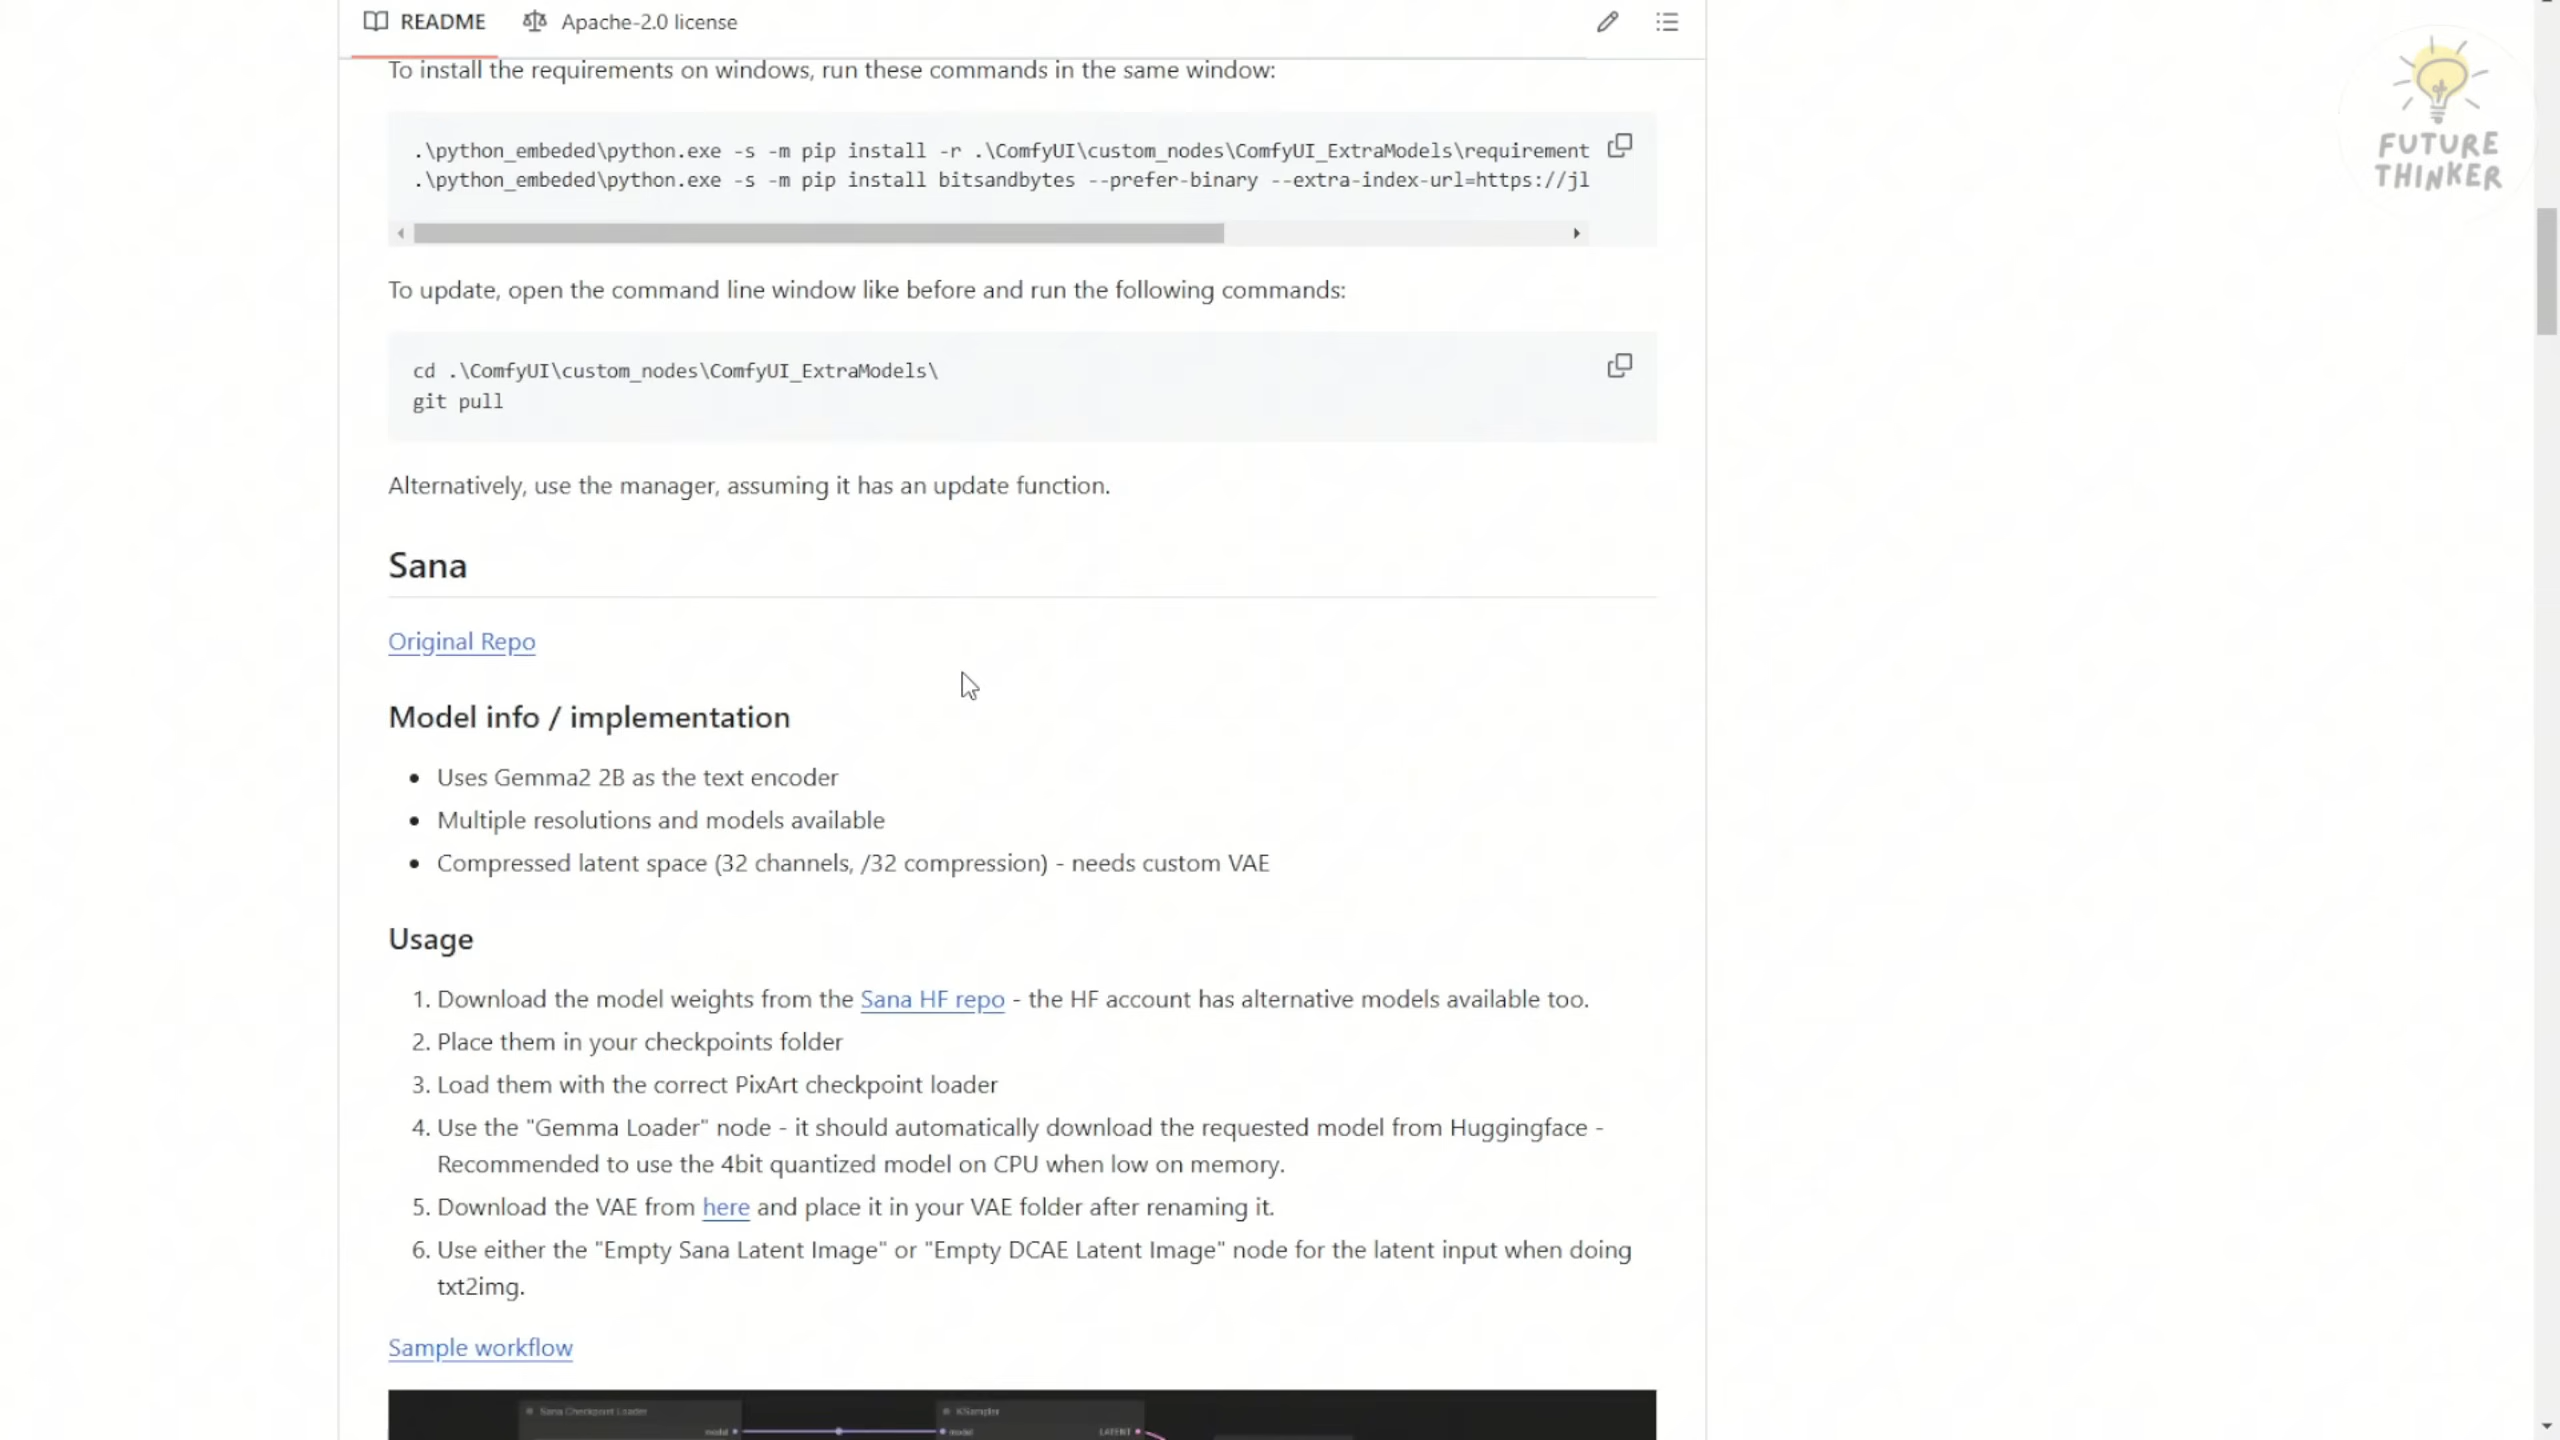 README Apache-2.0 license
FUTURE
THINKER
To install the requirements on windows, run these commands in the same window:
.\python_embeded\python.exe -s -m pip install -r .\ComfyUI\custom_nodes\ComfyUI_ExtraModels\requirement
.\python_embeded\python.exe -s -m pip install bitsandbytes --prefer-binary --extra-index-url=https://jl
To update, open the command line window like before and run the following commands:
cd .\ComfyUI\custom_nodes\ComfyUI_ExtraModels\
git pull
Alternatively, use the manager, assuming it has an update function.
Sana
Original Repo
Model info / implementation
• Uses Gemma2 2B as the text encoder
• Multiple resolutions and models available
• Compressed latent space (32 channels, /32 compression) - needs custom VAE
Usage
1. Download the model weights from the Sana HF repo - the HF account has alternative models available too.
2. Place them in your checkpoints folder
3. Load them with the correct PixArt checkpoint loader
4. Use the "Gemma Loader" node - it should automatically download the requested model from Huggingface -
Recommended to use the 4bit quantized model on CPU when low on memory.
5. Download the VAE from here and place it in your VAE folder after renaming it.
6. Use either the "Empty Sana Latent Image" or "Empty DCAE Latent Image" node for the latent input when doing
txt2img.
Sample workflow
Sana Checkpoint Loader KSampler
model model LATENT